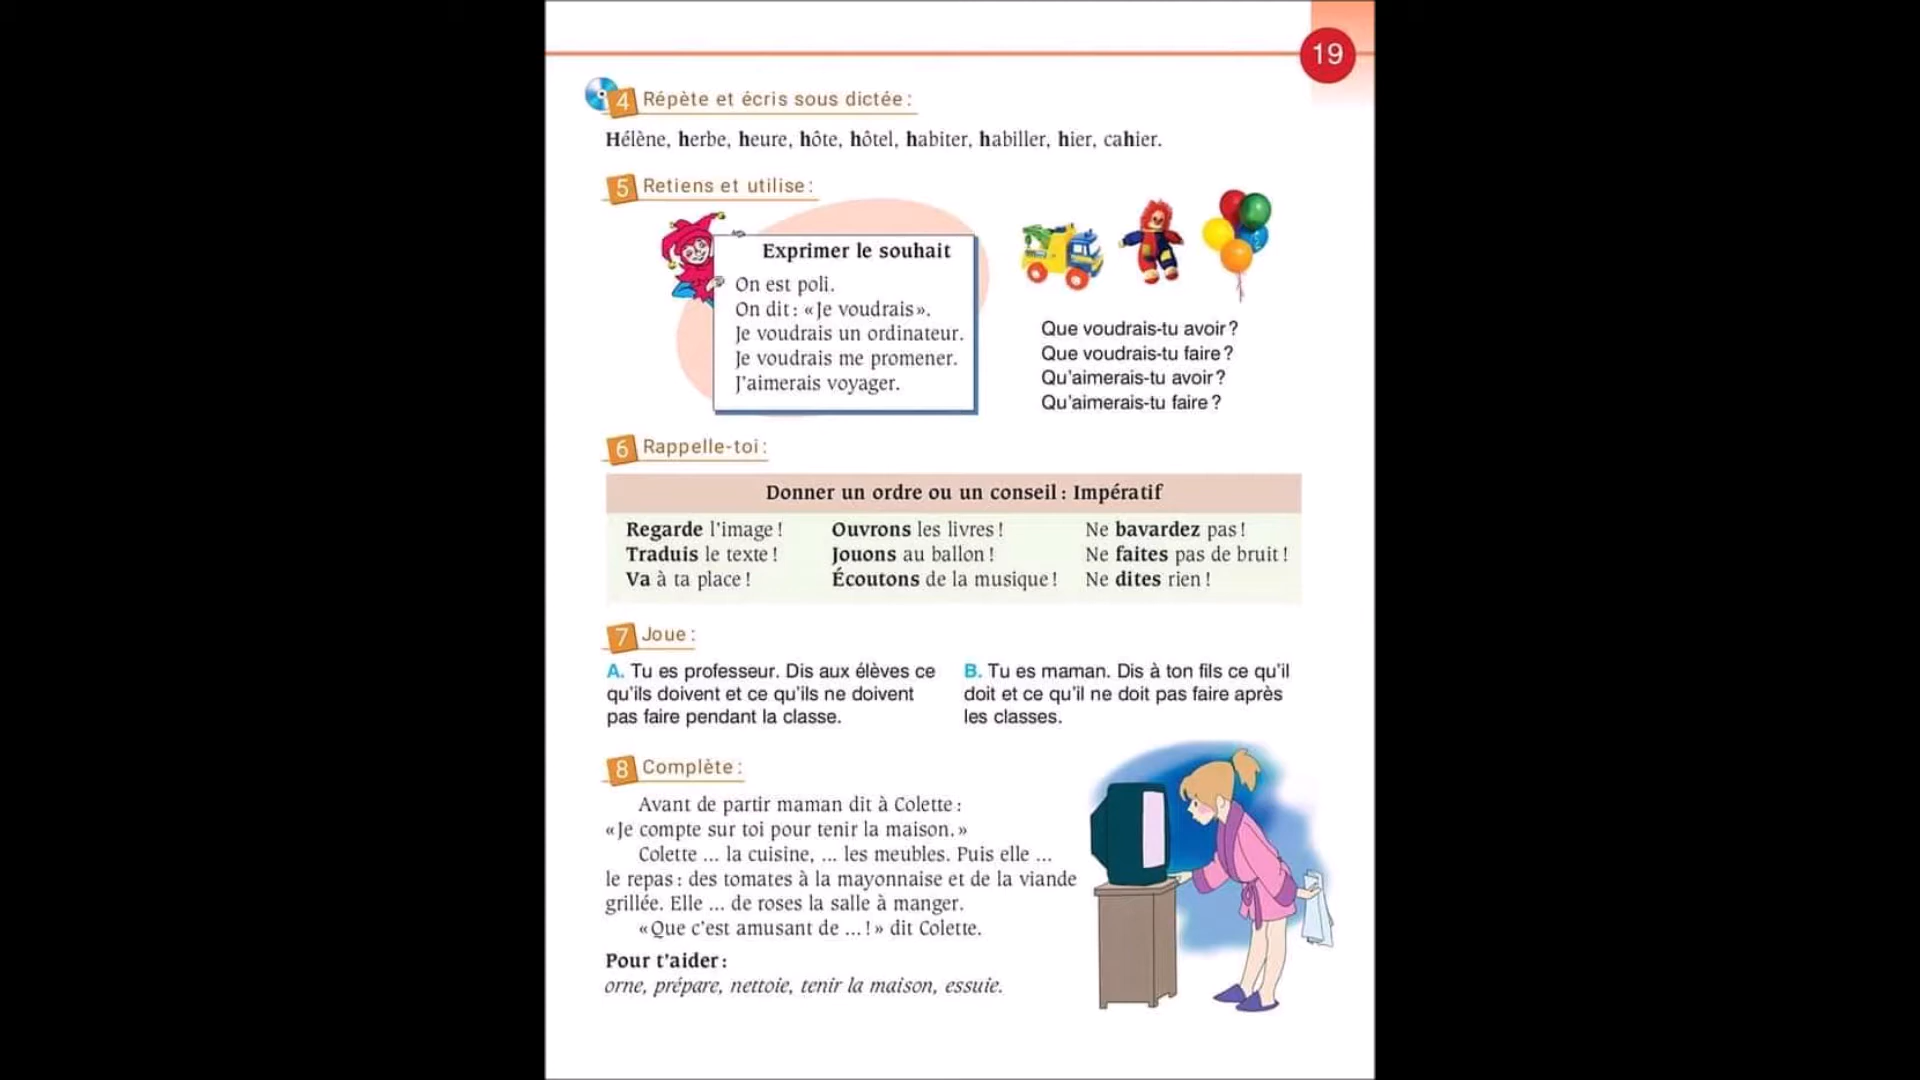 19
4 Répète et écris sous dictée :
Hélène, herbe, heure, hôte, hôtel, habiter, habiller, hier, cahier.
5 Retiens et utilise :
Exprimer le souhait
On est poli.
On dit : «Je voudrais».
Je voudrais un ordinateur.
Je voudrais me promener.
J'aimerais voyager.
Que voudrais-tu avoir ?
Que voudrais-tu faire ?
Qu'aimerais-tu avoir ?
Qu'aimerais-tu faire ?
6 Rappelle-toi :
Donner un ordre ou un conseil : Impératif
Regarde l'image ! Ouvrons les livres ! Ne bavardez pas !
Traduis le texte ! Jouons au ballon ! Ne faites pas de bruit !
Va à ta place ! Écoutons de la musique ! Ne dites rien !
7 Joue :
A. Tu es professeur. Dis aux élèves ce
qu'ils doivent et ce qu'ils ne doivent
pas faire pendant la classe.
B. Tu es maman. Dis à ton fils ce qu'il
doit et ce qu'il ne doit pas faire après
les classes.
8 Complète :
Avant de partir maman dit à Colette :
«Je compte sur toi pour tenir la maison.»
Colette ... la cuisine, ... les meubles. Puis elle ...
le repas : des tomates à la mayonnaise et de la viande
grillée. Elle ... de roses la salle à manger.
«Que c'est amusant de ... !» dit Colette.
Pour t'aider :
orne, prépare, nettoie, tenir la maison, essuie.